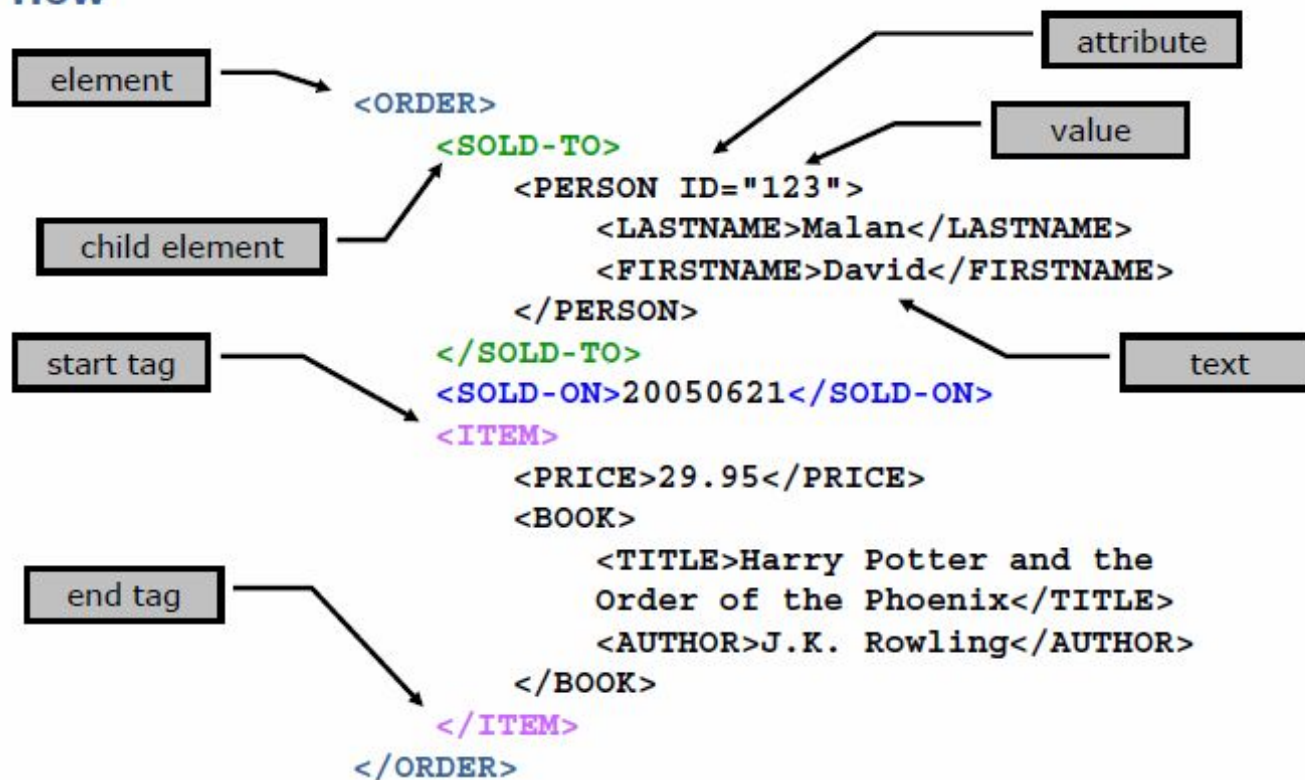 element
attribute
<ORDER>
value
<SOLD-TO>
<PERSON ID="123">
<LASTNAME>Malan</LASTNAME>
child element
<FIRSTNAME>David</FIRSTNAME>
</PERSON>
start tag
</SOLD-TO>
text
<SOLD-ON>20050621</SOLD-ON>
<ITEM>
<PRICE>29.95</PRICE>
<BOOK>
<TITLE>Harry Potter and the
end tag
Order of the Phoenix</TITLE>
<AUTHOR>J.K. Rowling</AUTHOR>
</BOOK>
</ITEM>
</ORDER>